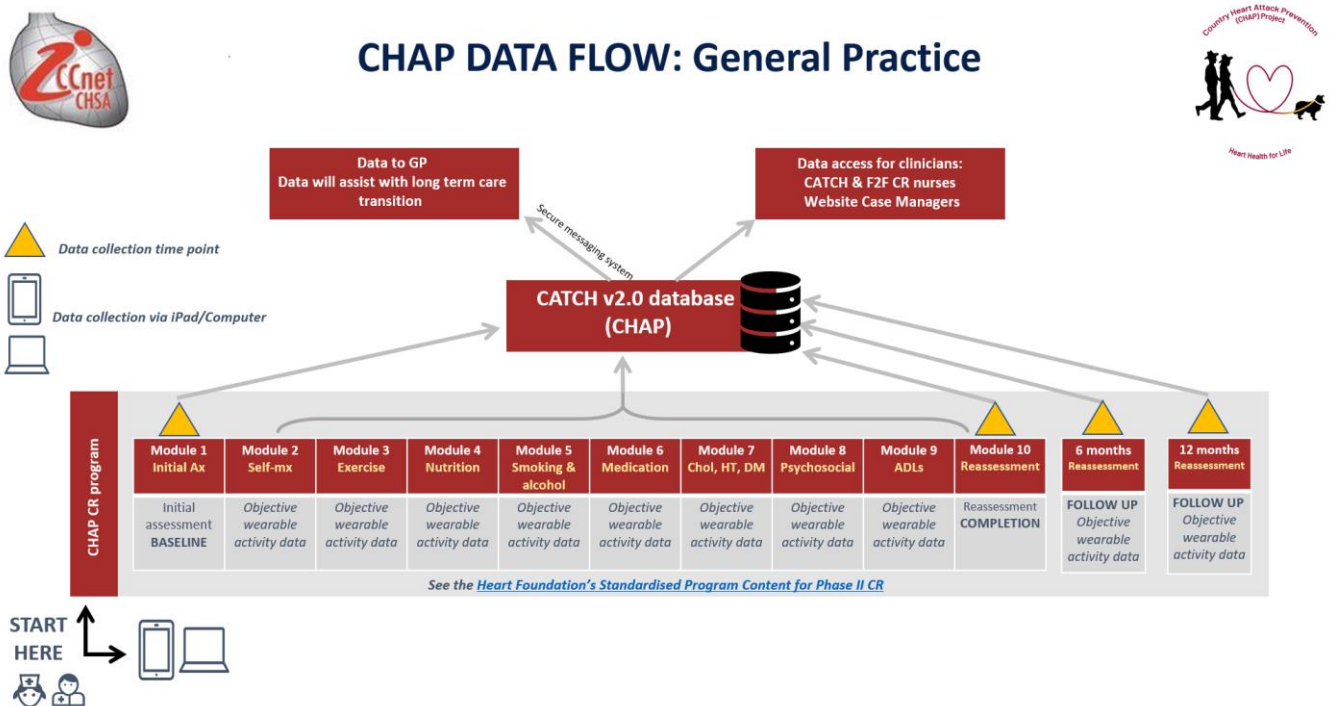 iCCnet
CHSA
CHAP DATA FLOW: General Practice
Country Heart Attack Prevention
(CHAP) Project
Heart Health for Life
Data to GP
Data will assist with long term care
transition
Data access for clinicians:
CATCH & F2F CR nurses
Website Case Managers
Secure messaging system
Data collection time point
Data collection via iPad/Computer
CATCH v2.0 database
(CHAP)
CHAP CR program
Module 1
Initial Ax
Initial
assessment
BASELINE
Module 2
Self-mx
Objective
wearable
activity data
Module 3
Exercise
Objective
wearable
activity data
Module 4
Nutrition
Objective
wearable
activity data
Module 5
Smoking &
alcohol
Objective
wearable
activity data
Module 6
Medication
Objective
wearable
activity data
Module 7
Chol, HT, DM
Objective
wearable
activity data
Module 8
Psychosocial
Objective
wearable
activity data
Module 9
ADLs
Objective
wearable
activity data
Module 10
Reassessment
Reassessment
COMPLETION
6 months
Reassessment
FOLLOW UP
Objective
wearable
activity data
12 months
Reassessment
FOLLOW UP
Objective
wearable
activity data
See the Heart Foundation's Standardised Program Content for Phase II CR
START
HERE